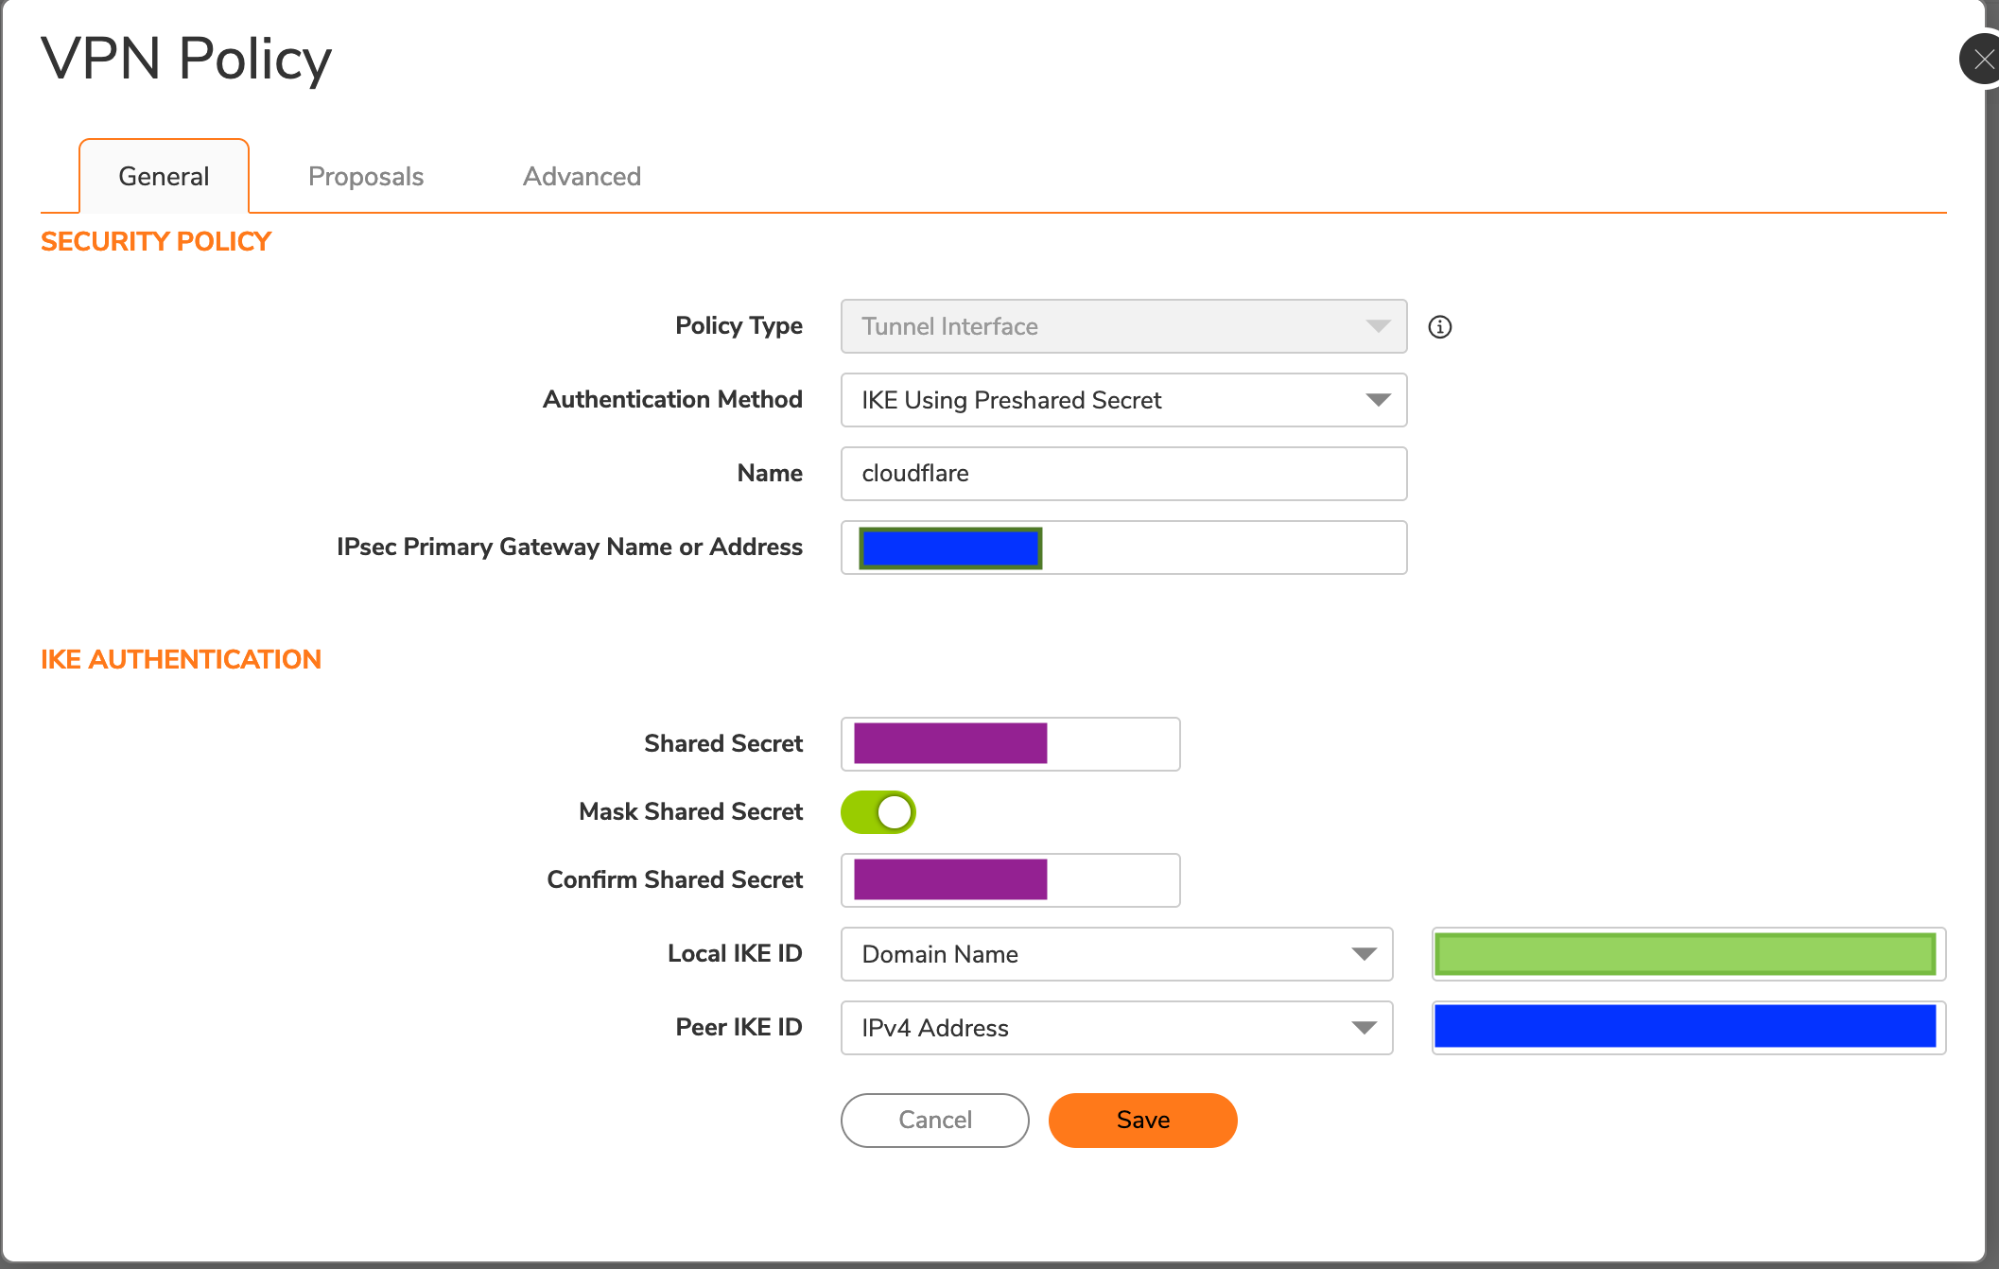 VPN Policy
General Proposals Advanced
SECURITY POLICY
Policy Type Tunnel Interface
Authentication Method IKE Using Preshared Secret
Name cloudflare
IPsec Primary Gateway Name or Address
IKE AUTHENTICATION
Shared Secret
Mask Shared Secret
Confirm Shared Secret
Local IKE ID Domain Name
Peer IKE ID IPv4 Address
Cancel Save